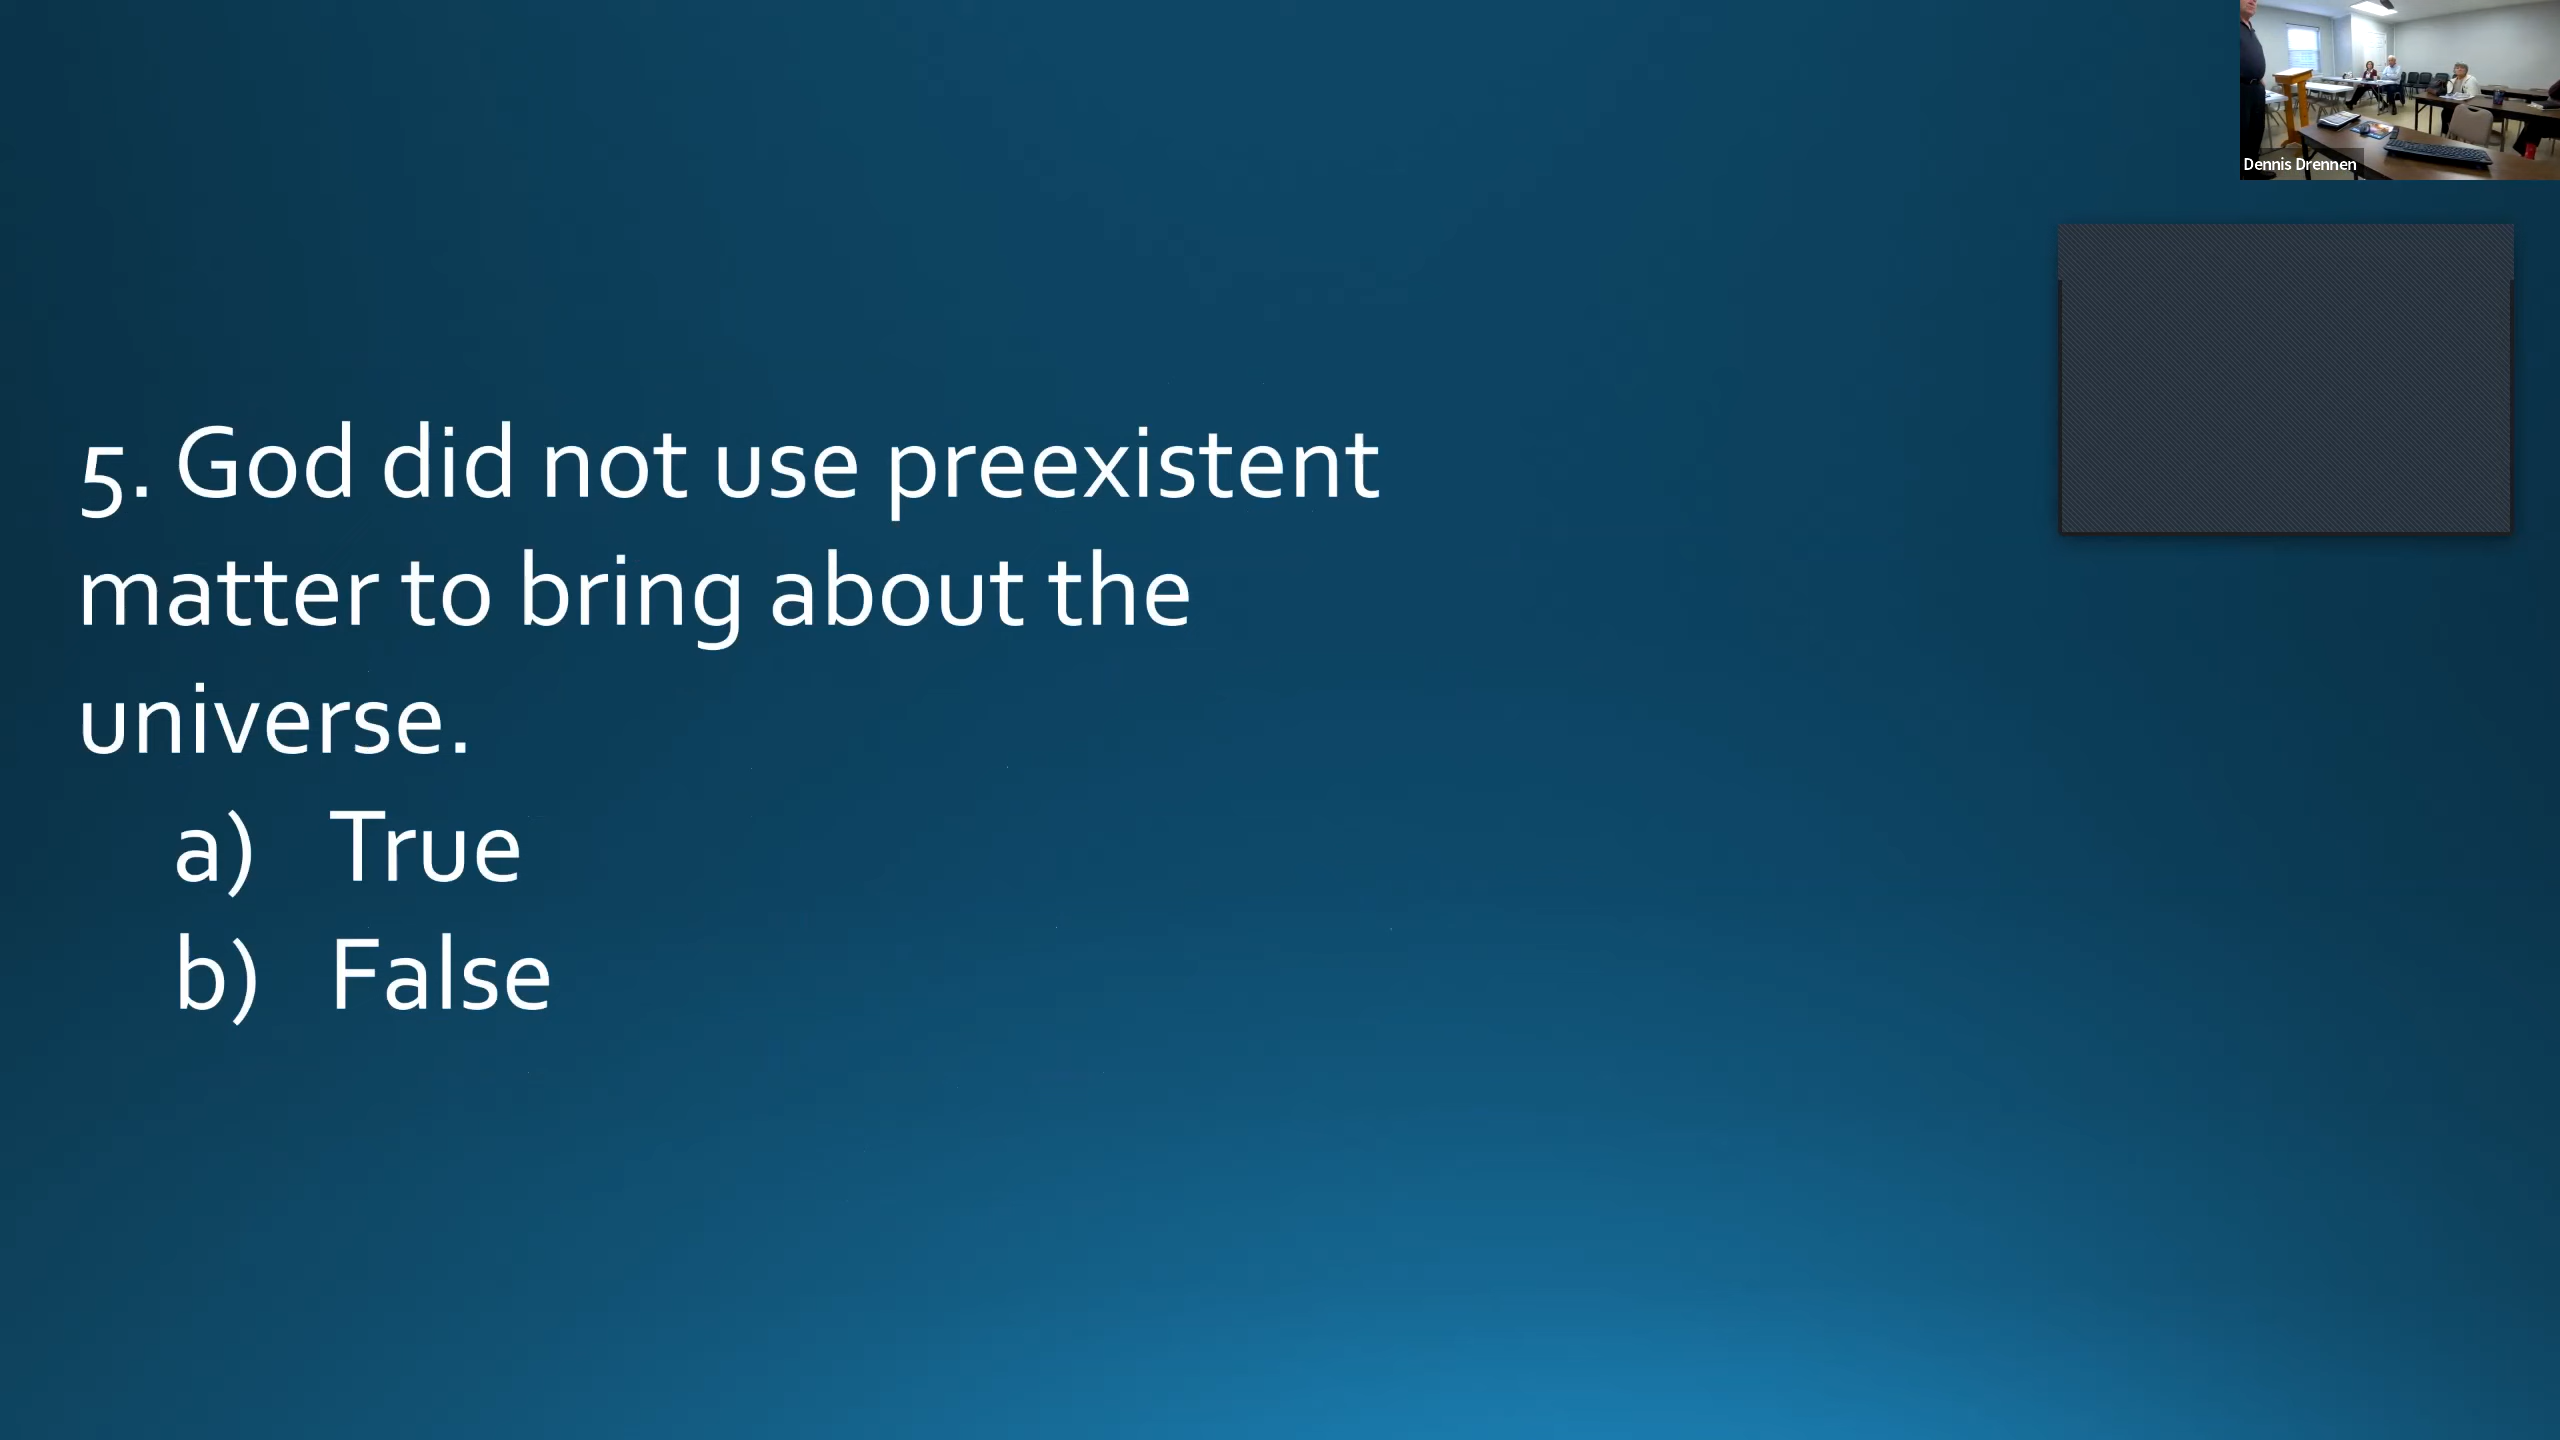 Dennis Drennen
5. God did not use preexistent
matter to bring about the
universe.
a) True
b) False